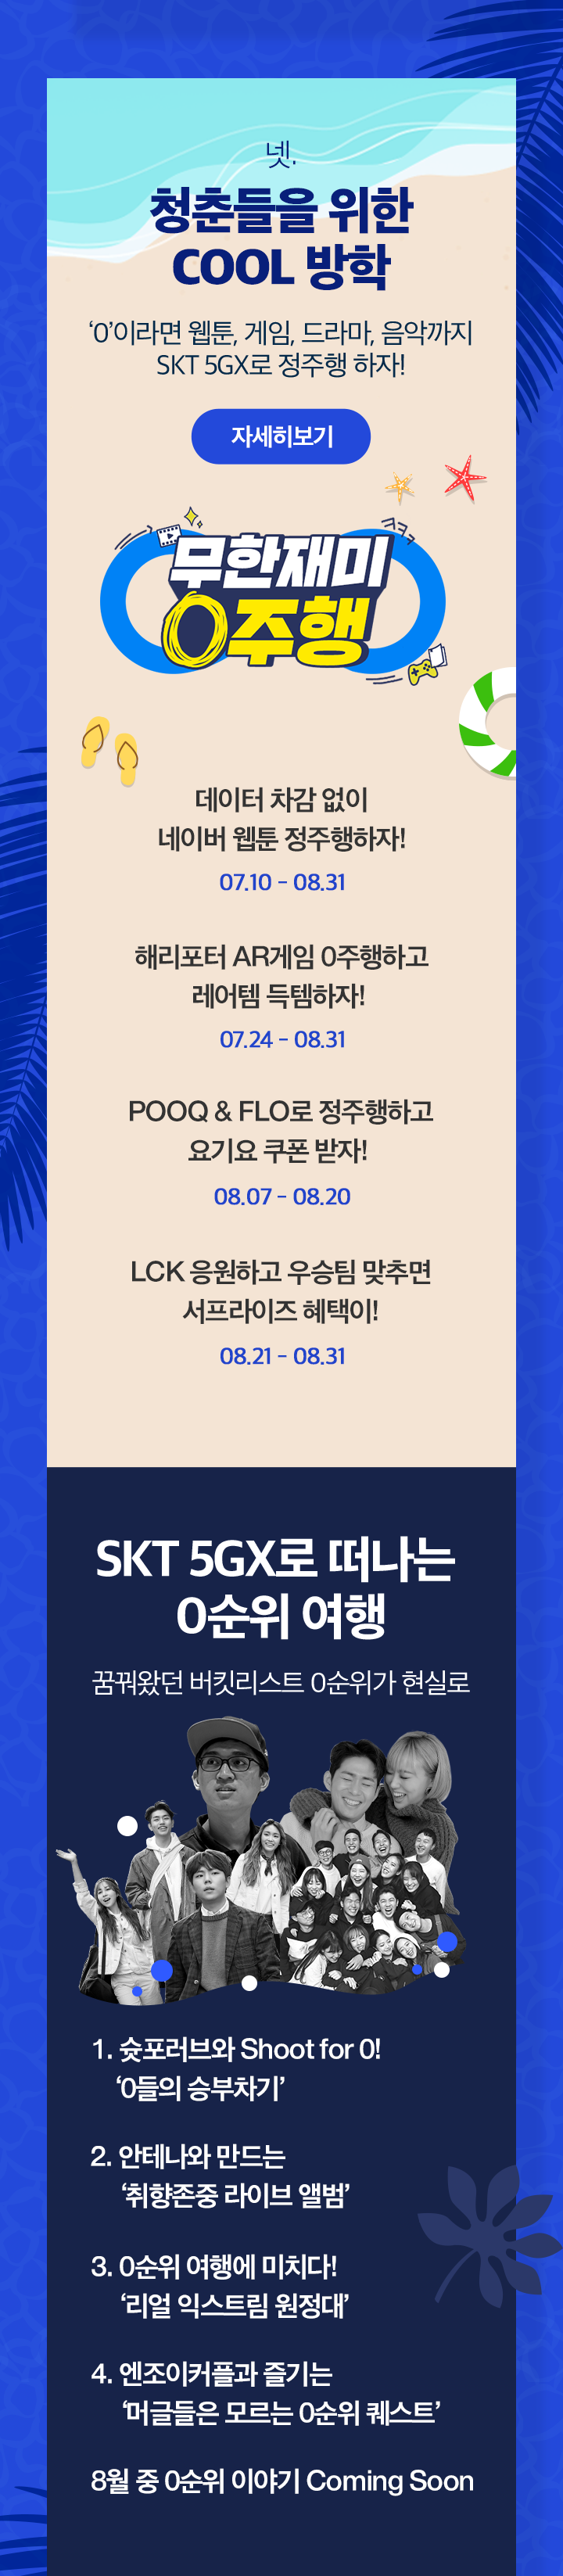 넷.
청춘들을 위한
COOL 방학
‘0’이라면 웹툰, 게임, 드라마, 음악까지
SKT 5GX로 정주행 하자!
자세히보기
ㅋㅋㅋ
무한재미
0주행
데이터 차감 없이
네이버 웹툰 정주행하자!
07.10 - 08.31
해리포터 AR게임 0주행하고
레어템 득템하자!
07.24 - 08.31
POOQ & FLO로 정주행하고
요기요 쿠폰 받자!
08.07 - 08.20
LCK 응원하고 우승팀 맞추면
서프라이즈 혜택이!
08.21 - 08.31
SKT 5GX로 떠나는
0순위 여행
꿈꿔왔던 버킷리스트 0순위가 현실로
1. 슛포러브와 Shoot for 0!
‘0들의 승부차기’
2. 안테나와 만드는
‘취향존중 라이브 앨범’
3. 0순위 여행에 미치다!
‘리얼 익스트림 원정대’
4. 엔조이커플과 즐기는
‘머글들은 모르는 0순위 퀘스트’
8월 중 0순위 이야기 Coming Soon